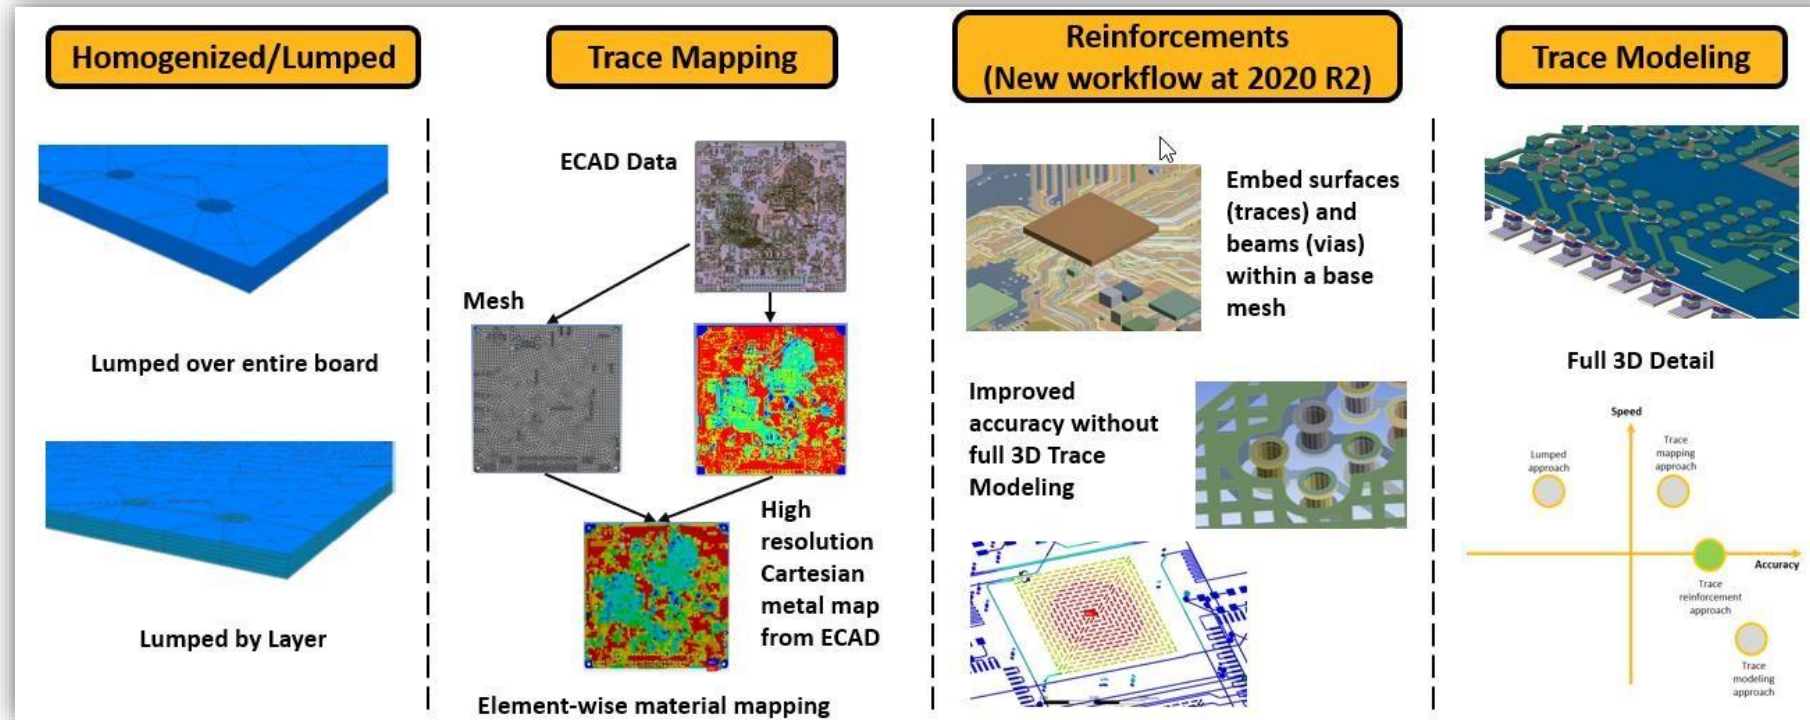 Homogenized/Lumped
Lumped over entire board
Lumped by Layer
Trace Mapping
ECAD Data
Mesh
High
resolution
Cartesian
metal map
from ECAD
Element-wise material mapping
Reinforcements
(New workflow at 2020 R2)
Embed surfaces
(traces) and
beams (vias)
within a base
mesh
Improved
accuracy without
full 3D Trace
Modeling
Trace Modeling
Full 3D Detail
Speed
Lumped
approach
Trace
mapping
approach
Accuracy
Trace
reinforcement
approach
Trace
modeling
approach